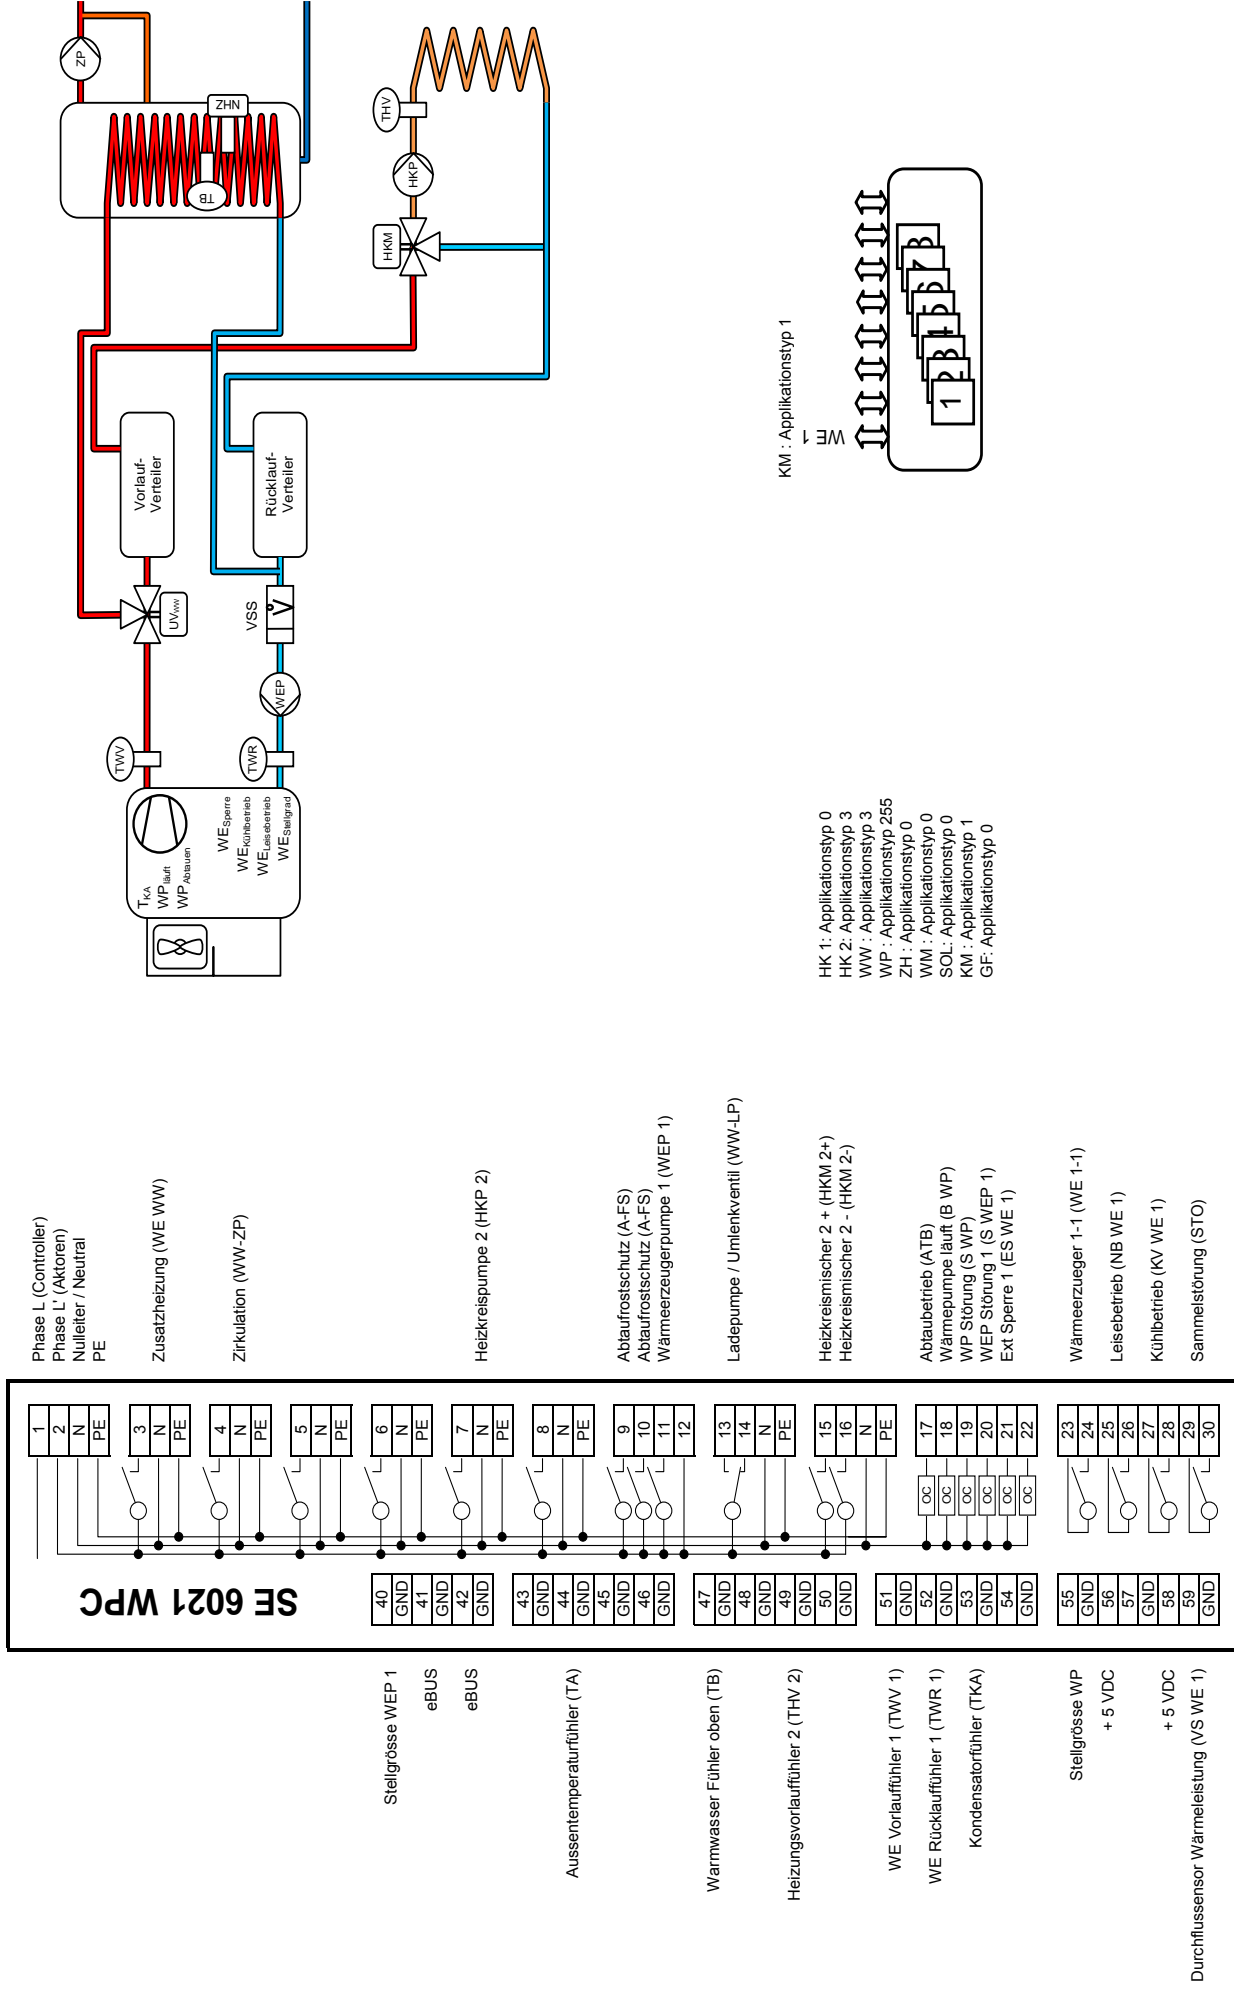 ZP
ZHN
TB
THV
HKP
HKM
Vorlauf-
Verteiler
Rücklauf-
Verteiler
UVWW
VSS
V̊
WEP
TWV
TWR
TKA
WPläuft
WPAbtauen
WESperre
WEKühlbetrieb
WELeisebetrieb
WEStellgrad
KM : Applikationstyp 1
WE 1
1
2
3
4
5
6
7
8
HK 1: Applikationstyp 0
HK 2: Applikationstyp 3
WW : Applikationstyp 3
WP : Applikationstyp 255
ZH : Applikationstyp 0
WM : Applikationstyp 0
SOL: Applikationstyp 0
KM : Applikationstyp 1
GF: Applikationstyp 0
Phase L (Controller)
Phase L' (Aktoren)
Nulleiter / Neutral
PE
Zusatzheizung (WE WW)
Zirkulation (WW-ZP)
Heizkreispumpe 2 (HKP 2)
Abtaufrostschutz (A-FS)
Abtaufrostschutz (A-FS)
Wärmeerzeugerpumpe 1 (WEP 1)
Ladepumpe / Umlenkventil (WW-LP)
Heizkreismischer 2 + (HKM 2+)
Heizkreismischer 2 - (HKM 2-)
Abtaubetrieb (ATB)
Wärmepumpe läuft (B WP)
WP Störung (S WP)
WEP Störung 1 (S WEP 1)
Ext Sperre 1 (ES WE 1)
Wärmeerzueger 1-1 (WE 1-1)
Leisebetrieb (NB WE 1)
Kühlbetrieb (KV WE 1)
Sammelstörung (STO)
1
2
N
PE
3
N
PE
4
N
PE
5
N
PE
6
N
PE
7
N
PE
8
N
PE
9
10
11
12
13
14
N
PE
15
16
N
PE
17
18
19
20
21
22
23
24
25
26
27
28
29
30
OC
OC
OC
OC
OC
OC
SE 6021 WPC
40
GND
41
GND
42
GND
43
GND
44
GND
45
GND
46
GND
47
GND
48
GND
49
GND
50
GND
51
GND
52
GND
53
GND
54
GND
55
GND
56
57
GND
58
59
GND
Stellgrösse WEP 1
eBUS
eBUS
Aussentemperaturfühler (TA)
Warmwasser Fühler oben (TB)
Heizungsvorlauffühler 2 (THV 2)
WE Vorlauffühler 1 (TWV 1)
WE Rücklauffühler 1 (TWR 1)
Kondensatorfühler (TKA)
Stellgrösse WP
+ 5 VDC
+ 5 VDC
Durchflussensor Wärmeleistung (VS WE 1)